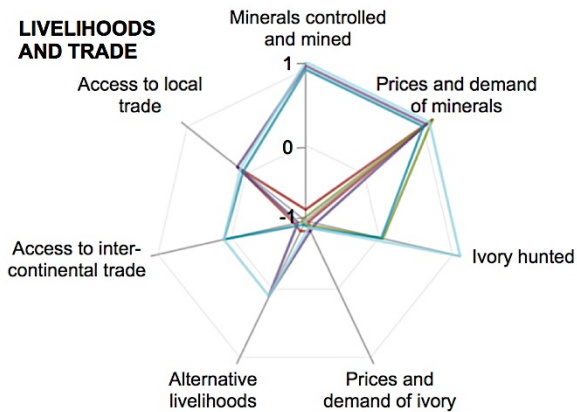 LIVELIHOODS
AND TRADE
Minerals controlled
and mined
1
Access to local
trade
Prices and demand
of minerals
0
-1
Access to inter-
continental trade
Ivory hunted
Alternative
livelihoods
Prices and
demand of ivory